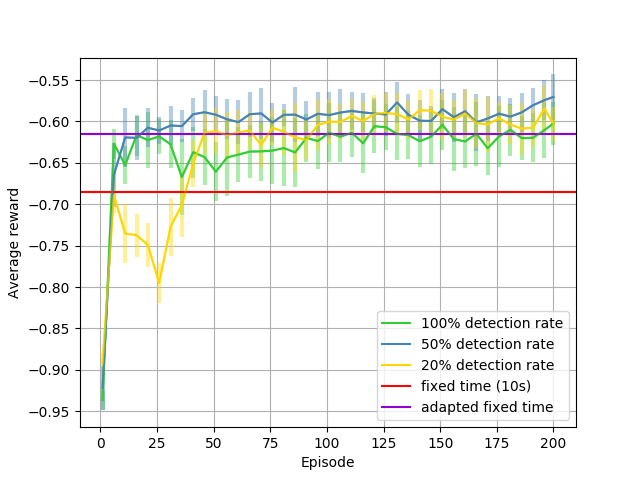 −0.55
−0.60
−0.65
−0.70
−0.75
−0.80
−0.85
−0.90
−0.95
Average reward
0 25 50 75 100 125 150 175 200
Episode
100% detection rate
50% detection rate
20% detection rate
fixed time (10s)
adapted fixed time